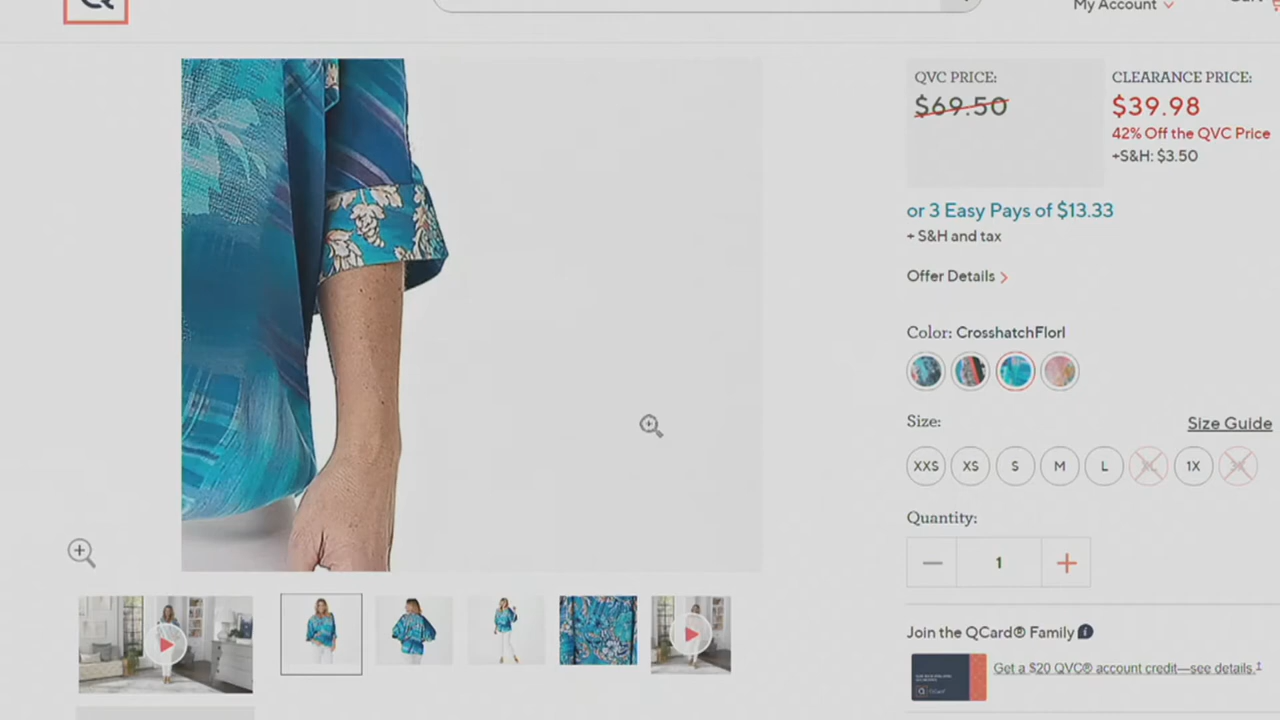 My Account
QVC PRICE:
$69.50
CLEARANCE PRICE:
$39.98
42% Off the QVC Price
+S&H: $3.50
or 3 Easy Pays of $13.33
+ S&H and tax
Offer Details
Color: CrosshatchFlorl
Size:
Size Guide
XXS XS S M L 1X
Quantity:
1
Join the QCard® Family
Get a $20 QVC® account credit—see details.¹